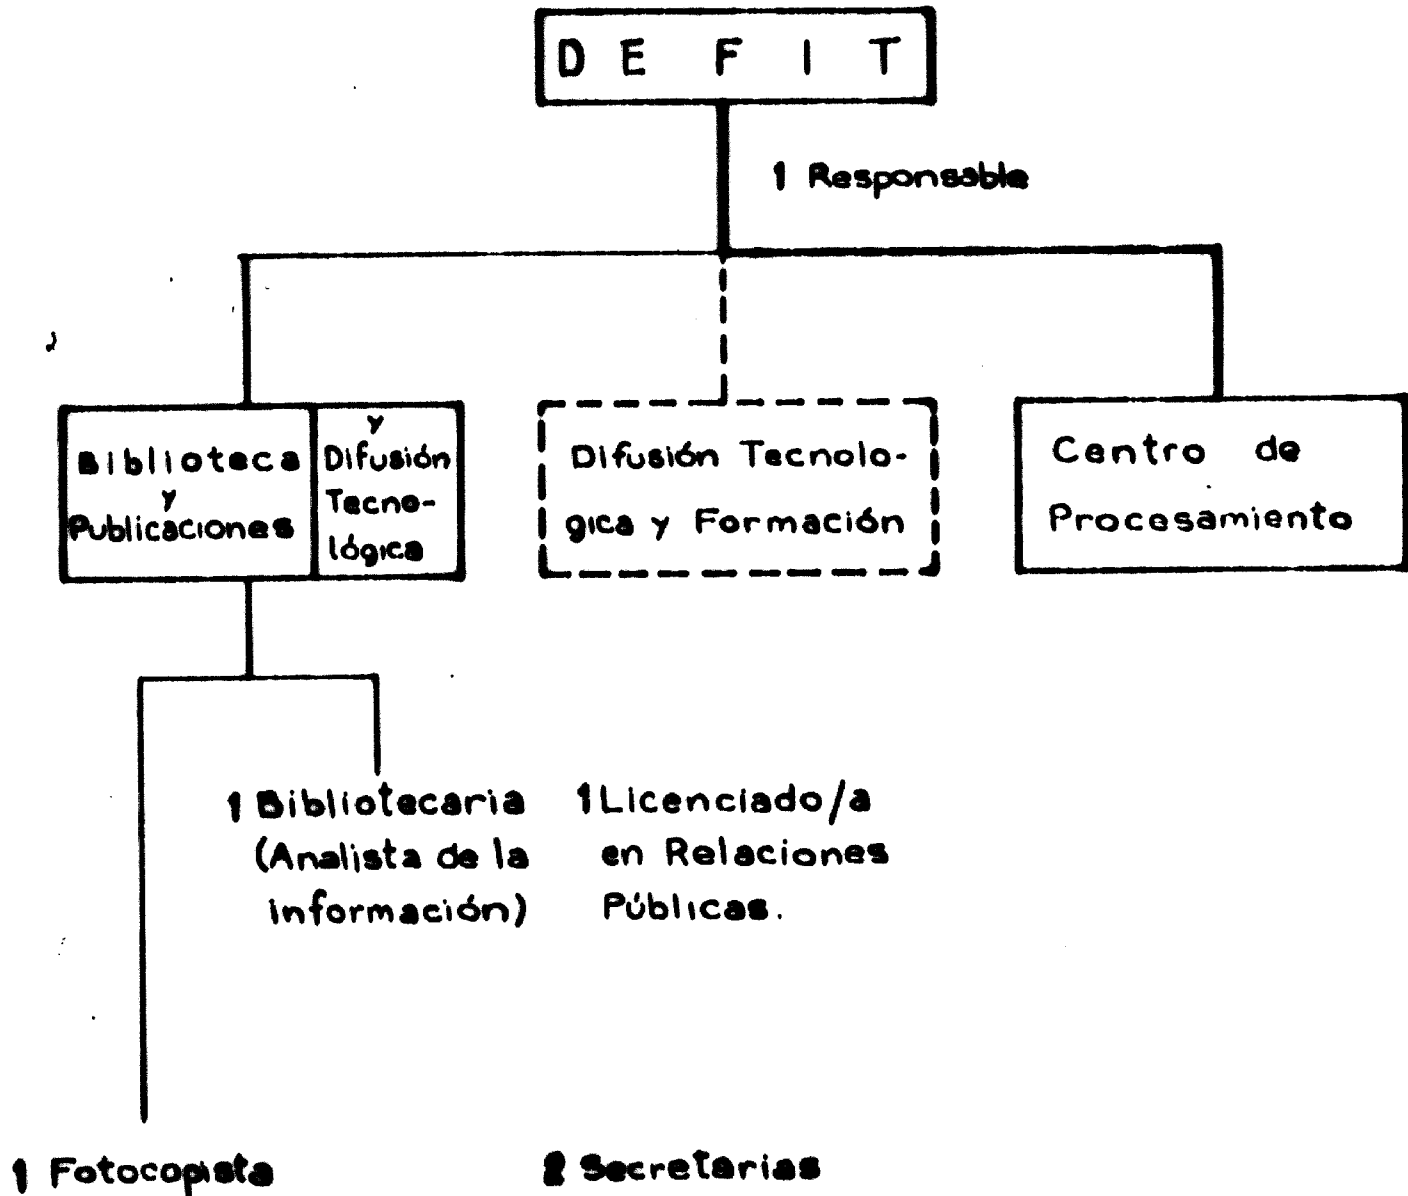 D E F I T
1 Responsable
Biblioteca
y
Publicaciones
y
Difusión
Tecno-
lógica
Difusión Tecnolo-
gica y Formación
Centro de
Procesamiento
1 Bibliotecaria
(Analista de la
información)
1 Licenciado/a
en Relaciones
Públicas.
1 Fotocopista
2 Secretarias